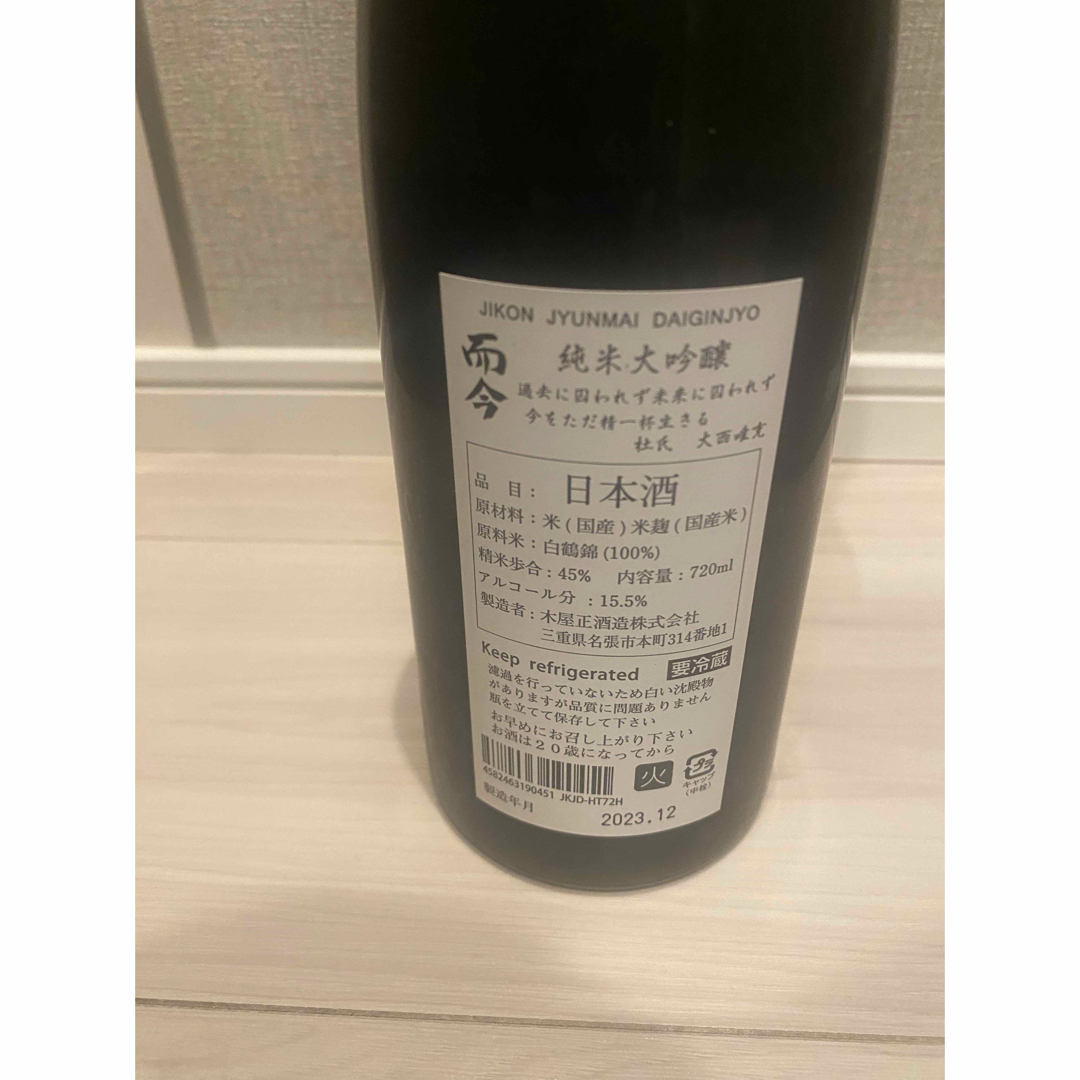 JIKON JYUNMAI DAIGINJYO
而今
純米大吟醸
過去に囚われず未来に囚われず
今をただ精一杯生きる
杜氏 大西唯克
品 目: 日本酒
原材料:米(国産)米麹(国産米)
原料米:白鶴錦(100%)
精米歩合:45% 内容量:720ml
アルコール分 :15.5%
製造者:木屋正酒造株式会社
三重県名張市本町314番地1
Keep refrigerated 要冷蔵
濾過を行っていないため白い沈殿物
がありますが品質に問題ありません
瓶を立てて保存して下さい
お早めにお召し上がり下さい
お酒は20歳になってから
4582463190451 JKJD-HT72H
火
プラ
キャップ
(中栓)
製造年月 2023.12